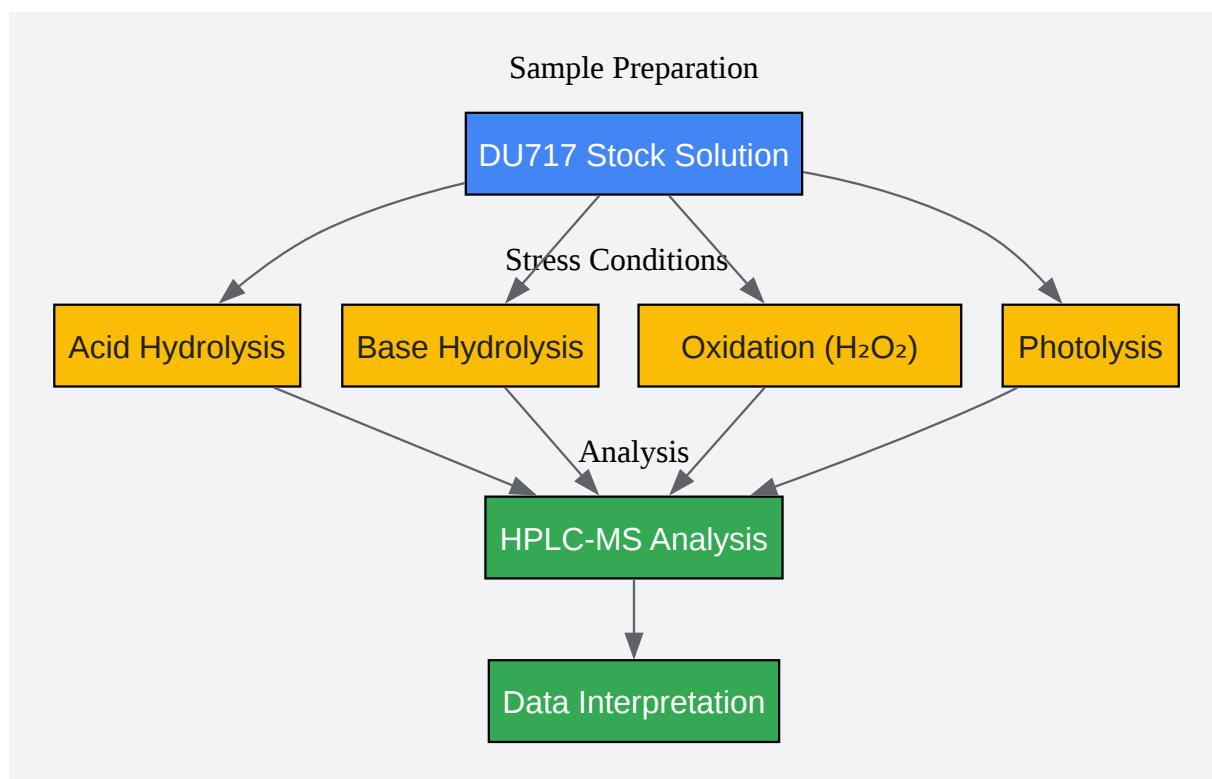 Sample Preparation
DU717 Stock Solution
Stress Conditions
Acid Hydrolysis
Base Hydrolysis
Oxidation (H₂O₂)
Photolysis
Analysis
HPLC-MS Analysis
Data Interpretation